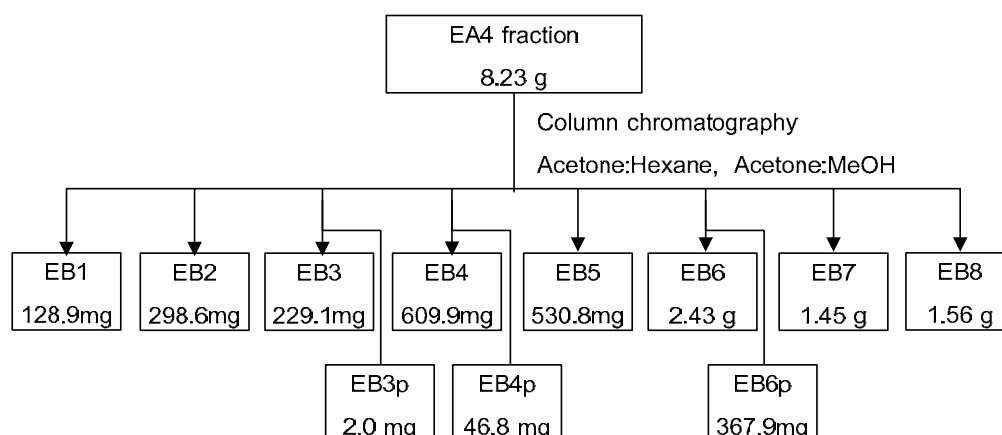 EA4 fraction
8.23 g
Column chromatography
Acetone:Hexane, Acetone:MeOH
EB1
128.9mg
EB2
298.6mg
EB3
229.1mg
EB4
609.9mg
EB5
530.8mg
EB6
2.43 g
EB7
1.45 g
EB8
1.56 g
EB3p
2.0 mg
EB4p
46.8 mg
EB6p
367.9mg